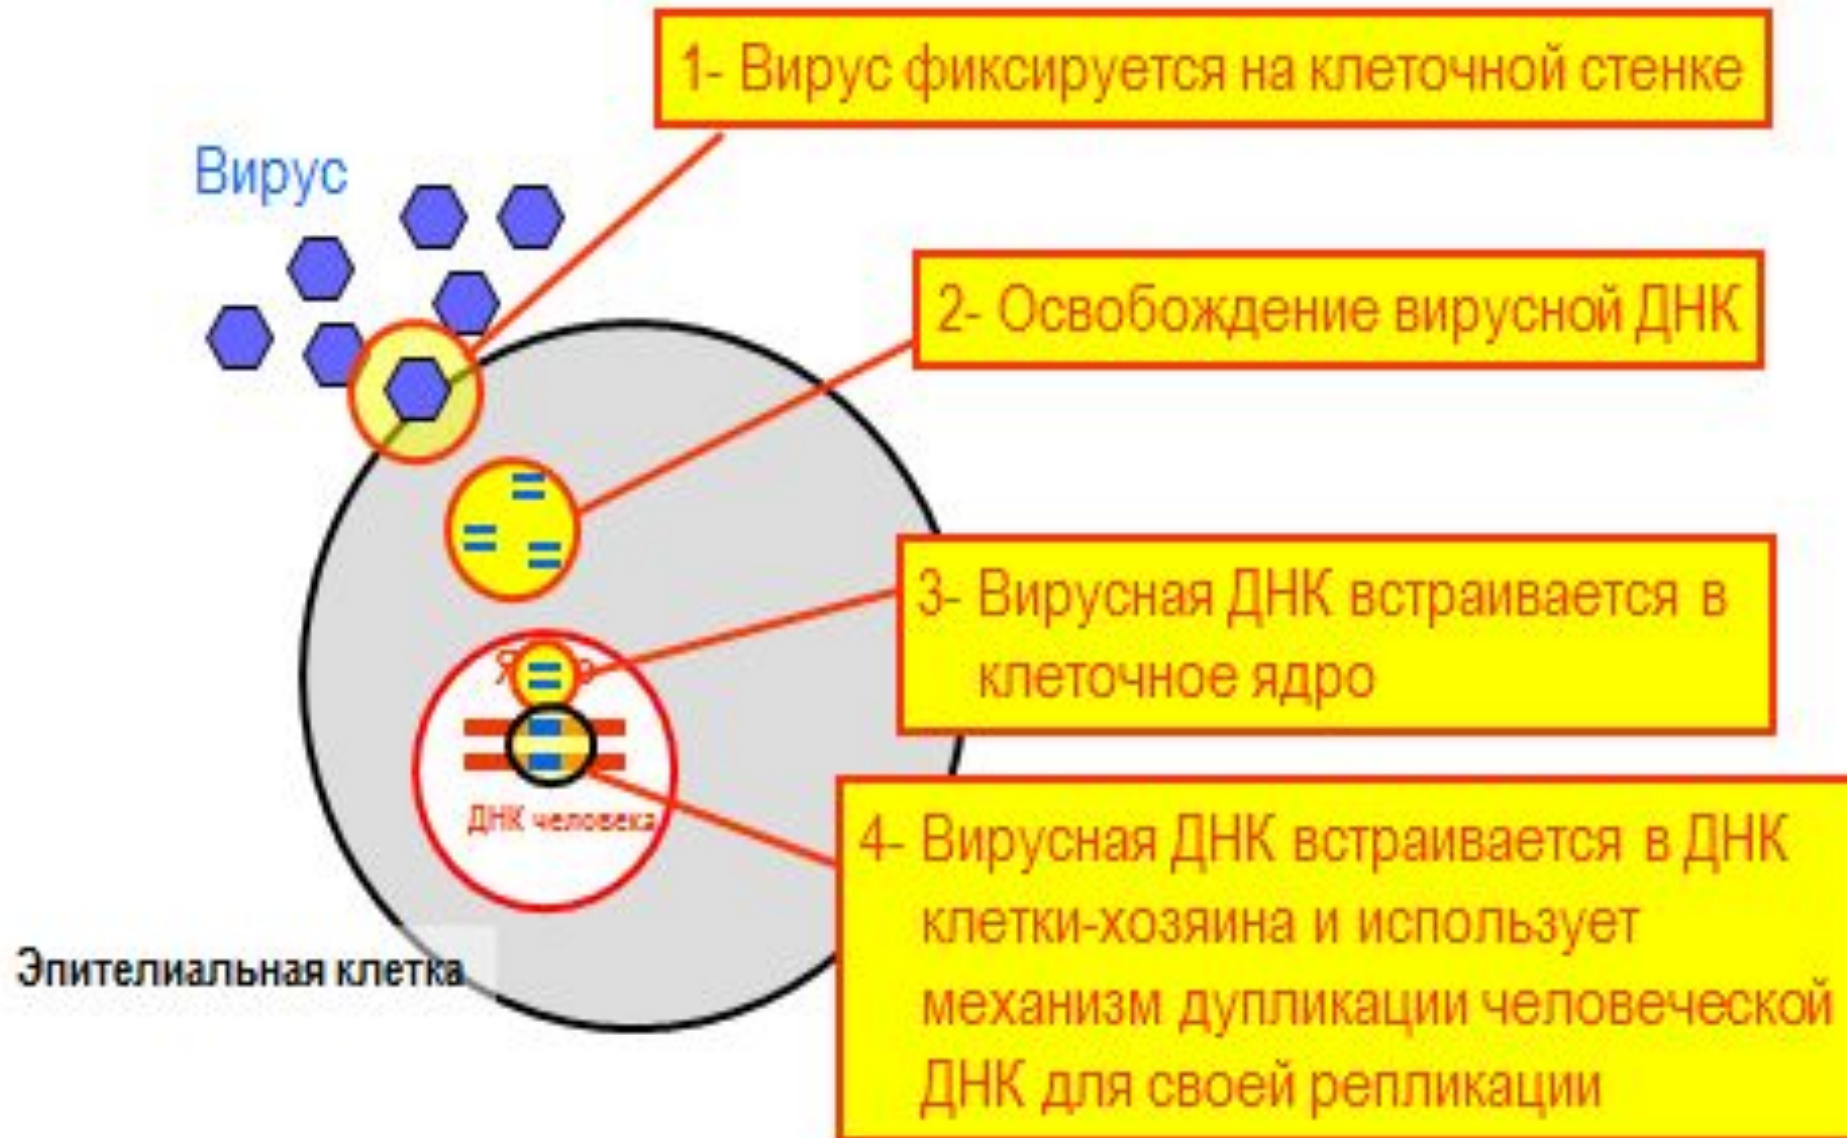 1- Вирус фиксируется на клеточной стенке
Вирус
2- Освобождение вирусной ДНК
3- Вирусная ДНК встраивается в
клеточное ядро
ДНК человека
4- Вирусная ДНК встраивается в ДНК
клетки-хозяина и использует
механизм дупликации человеческой
ДНК для своей репликации
Эпителиальная клетка